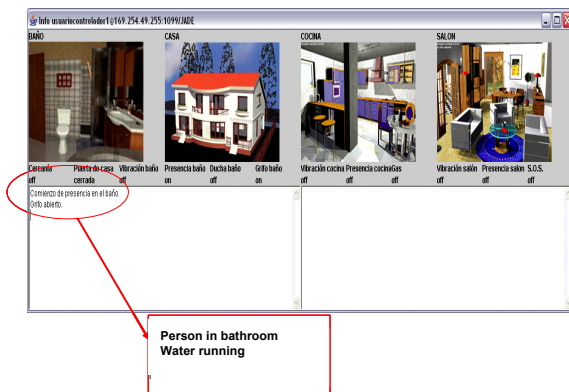 Info usuariocontrolador1@169.254.49.255:1099/JADE
BAÑO CASA COCINA SALON
Cercanía Puerta de casa Vibración baño Presencia baño Ducha baño Grifo baño Vibración cocina Presencia cocina Gas Vibración salón Presencia salon S.O.S.
off cerrada off on off on off off off off off off
Comienzo de presencia en el baño.
Grifo abierto.
Person in bathroom
Water running
"